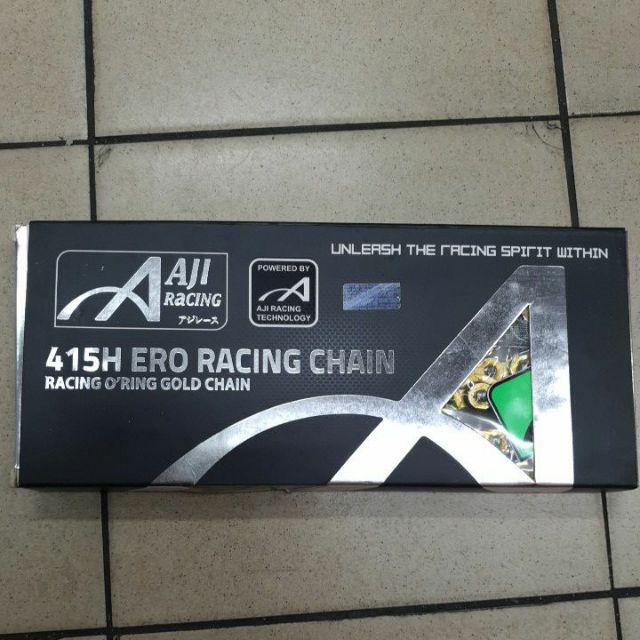 AJI
RACING
アジレース
POWERED BY
AJI RACING
TECHNOLOGY
UNLEASH THE RACING SPIRIT WITHIN
415H ERO RACING CHAIN
RACING O'RING GOLD CHAIN